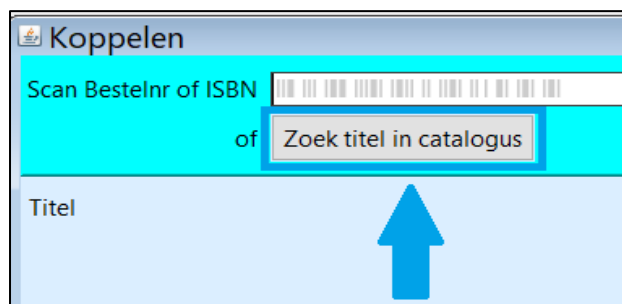 Koppelen
Scan Bestelnr of ISBN
of Zoek titel in catalogus
Titel